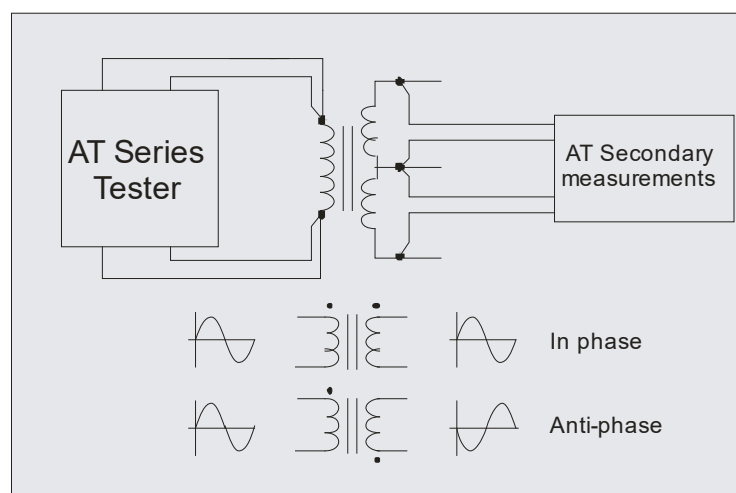 AT Series
Tester
AT Secondary
measurements
In phase
Anti-phase